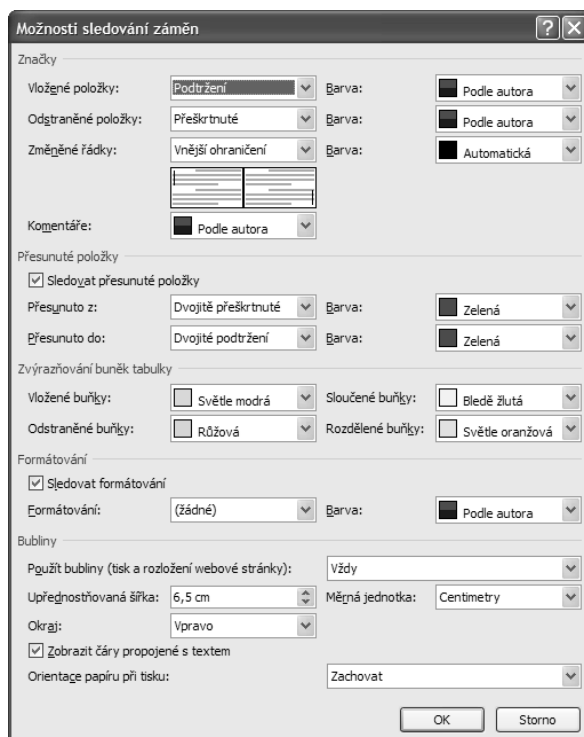 Možnosti sledování záměn
Značky
Vložené položky: Podtržení Barva: Podle autora
Odstraněné položky: Přeškrtnuté Barva: Podle autora
Změněné řádky: Vnější ohraničení Barva: Automatická
Komentáře: Podle autora
Přesunuté položky
Sledovat přesunuté položky
Přesunuto z: Dvojitě přeškrtnuté Barva: Zelená
Přesunuto do: Dvojité podtržení Barva: Zelená
Zvýrazňování buněk tabulky
Vložené buňky: Světle modrá Sloučené buňky: Bledě žlutá
Odstraněné buňky: Růžová Rozdělené buňky: Světle oranžová
Formátování
Sledovat formátování
Formátování: (žádné) Barva: Podle autora
Bubliny
Použít bubliny (tisk a rozložení webové stránky): Vždy
Upřednostňovaná šířka: 6,5 cm Měrná jednotka: Centimetry
Okraj: Vpravo
Zobrazit čáry propojené s textem
Orientace papíru při tisku: Zachovat
OK Storno